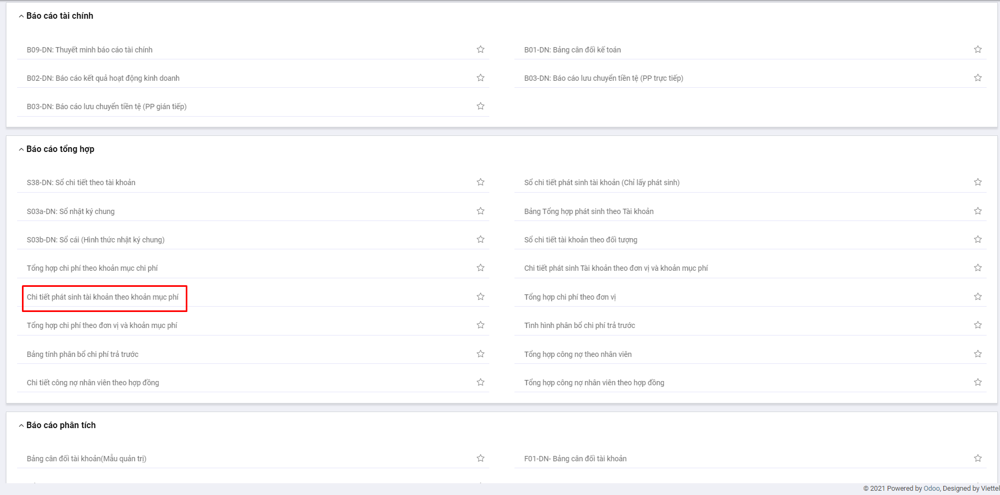 Báo cáo tài chính
B09-DN: Thuyết minh báo cáo tài chính
B01-DN: Bảng cân đối kế toán
B02-DN: Báo cáo kết quả hoạt động kinh doanh
B03-DN: Báo cáo lưu chuyển tiền tệ (PP trực tiếp)
B03-DN: Báo cáo lưu chuyển tiền tệ (PP gián tiếp)
Báo cáo tổng hợp
S38-DN: Sổ chi tiết theo tài khoản
Sổ chi tiết phát sinh tài khoản (Chỉ lấy phát sinh)
S03a-DN: Sổ nhật ký chung
Bảng Tổng hợp phát sinh theo Tài khoản
S03b-DN: Sổ cái (Hình thức nhật ký chung)
Sổ chi tiết tài khoản theo đối tượng
Tổng hợp chi phí theo khoản mục chi phí
Chi tiết phát sinh Tài khoản theo đơn vị và khoản mục phí
Chi tiết phát sinh tài khoản theo khoản mục phí
Tổng hợp chi phí theo đơn vị
Tổng hợp chi phí theo đơn vị và khoản mục phí
Tình hình phân bổ chi phí trả trước
Bảng tính phân bổ chi phí trả trước
Tổng hợp công nợ theo nhân viên
Chi tiết công nợ nhân viên theo hợp đồng
Tổng hợp công nợ nhân viên theo hợp đồng
Báo cáo phân tích
Bảng cân đối tài khoản(Mẫu quản trị)
F01-DN- Bảng cân đối tài khoản
© 2021 Powered by Odoo, Designed by Viettel